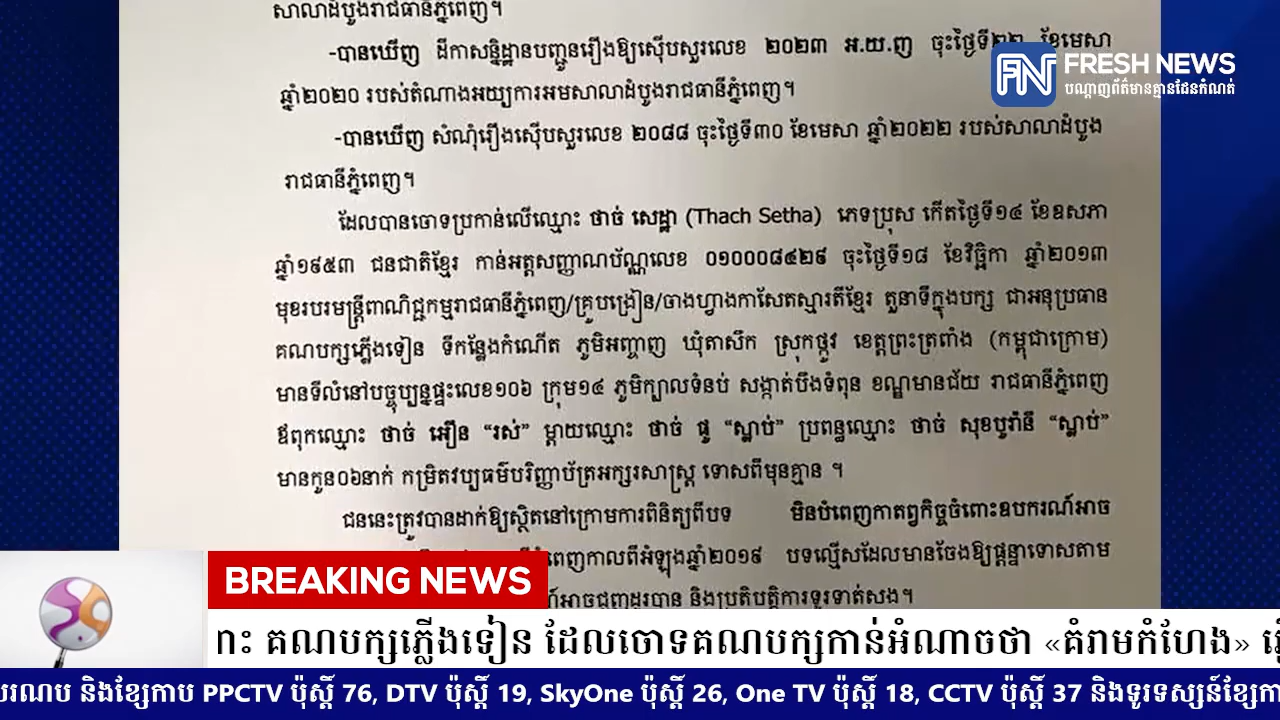 សាលាដំបូងរាជធានីភ្នំពេញ។
-បានឃើញ ដីកាសន្និដ្ឋានបញ្ជូនរឿងឱ្យស៊ើបសួរលេខ ២០២៣ អ.យ.ញ ចុះថ្ងៃទី២២ ខែមេសា
ឆ្នាំ២០២០ របស់តំណាងអយ្យការអមសាលាដំបូងរាជធានីភ្នំពេញ។
-បានឃើញ សំណុំរឿងស៊ើបសួរលេខ ២០៨៨ ចុះថ្ងៃទី៣០ ខែមេសា ឆ្នាំ២០២២ របស់សាលាដំបូង
រាជធានីភ្នំពេញ។
ដែលបានចោទប្រកាន់លើឈ្មោះ ថាច់ សេដ្ឋា (Thach Setha) ភេទប្រុស កើតថ្ងៃទី១៤ ខែឧសភា
ឆ្នាំ១៩៥៣ ជនជាតិខ្មែរ កាន់អត្តសញ្ញាណប័ណ្ណលេខ ០១០០០៨៤២៩ ចុះថ្ងៃទី១៨ ខែវិច្ឆិកា ឆ្នាំ២០១៣
មុខរបរមន្ត្រីពាណិជ្ជកម្មរាជធានីភ្នំពេញ/គ្រូបង្រៀន/ចាងហ្វាងកាសែតស្មារតីខ្មែរ តួនាទីក្នុងបក្ស ជាអនុប្រធាន
គណបក្សភ្លើងទៀន ទីកន្លែងកំណើត ភូមិអញ្ចាញ ឃុំតាសឹក ស្រុកថ្កូវ ខេត្តព្រះត្រពាំង (កម្ពុជាក្រោម)
មានទីលំនៅបច្ចុប្បន្នផ្ទះលេខ១០៦ ក្រុម១៤ ភូមិក្បាលទំនប់ សង្កាត់បឹងទំពុន ខណ្ឌមានជ័យ រាជធានីភ្នំពេញ
ឪពុកឈ្មោះ ថាច់ អឿន “រស់” ម្តាយឈ្មោះ ថាច់ ផូ “ស្លាប់” ប្រពន្ធឈ្មោះ ថាច់ សុខបូរ៉ានី “ស្លាប់”
មានកូន០៦នាក់ កម្រិតវប្បធម៌បរិញ្ញាប័ត្រអក្សរសាស្ត្រ ទោសពីមុនគ្មាន ។
ជននេះត្រូវបានដាក់ឱ្យស្ថិតនៅក្រោមការពិនិត្យពីបទ មិនបំពេញកាតព្វកិច្ចចំពោះឧបករណ៍អាច
ពេញកាលពីអំឡុងឆ្នាំ២០១៩ បទល្មើសដែលមានចែងឱ្យផ្តន្ទាទោសតាម
អាចជួញដូរបាន និងប្រតិបត្តិការទូរទាត់សង។
FRESH NEWS
បណ្តាញព័ត៌មានគ្មានដែនកំណត់
BREAKING NEWS
គណបក្សភ្លើងទៀន ដែលចោទគណបក្សកាន់អំណាចថា «គំរាមកំហែង»
និងខ្សែកាប PPCTV ប៉ុស្តិ៍ 76, DTV ប៉ុស្តិ៍ 19, SkyOne ប៉ុស្តិ៍ 26, One TV ប៉ុស្តិ៍ 18, CCTV ប៉ុស្តិ៍ 37 និងទូរទស្សន៍ខ្សែកា